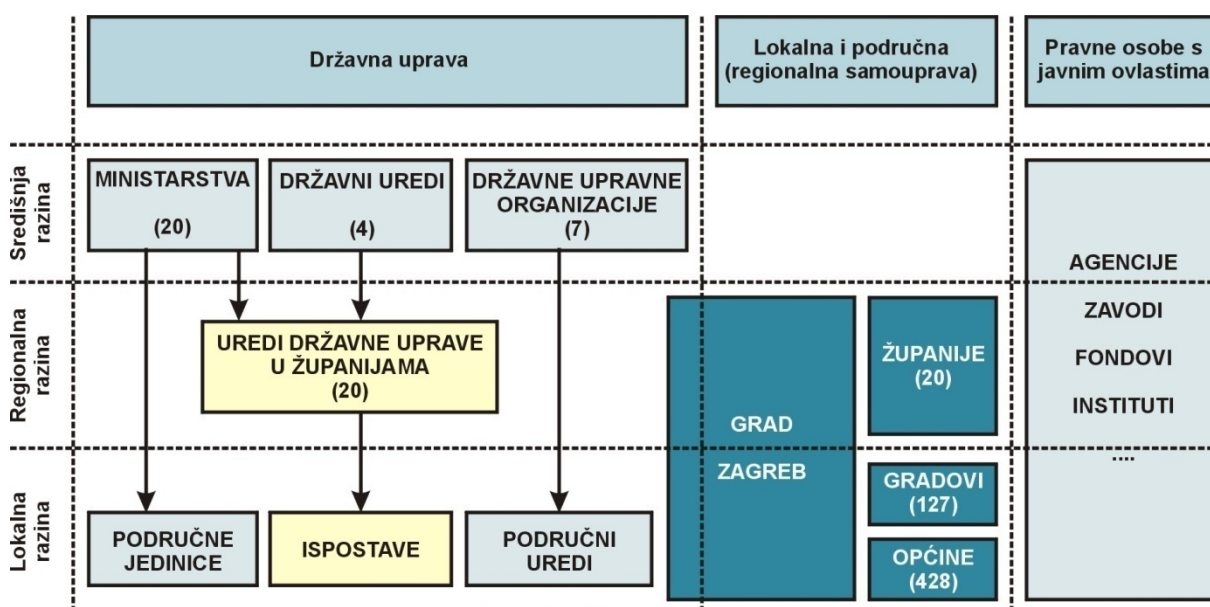 Državna uprava
Lokalna i područna
(regionalna samouprava)
Pravne osobe s
javnim ovlastima
Središnja
razina
MINISTARSTVA
(20)
DRŽAVNI UREDI
(4)
DRŽAVNE UPRAVNE
ORGANIZACIJE
(7)
Regionalna
razina
UREDI DRŽAVNE UPRAVE
U ŽUPANIJAMA
(20)
GRAD
ZAGREB
ŽUPANIJE
(20)
AGENCIJE
ZAVODI
FONDOVI
INSTITUTI
....
Lokalna
razina
PODRUČNE
JEDINICE
ISPOSTAVE
PODRUČNI
UREDI
GRADOVI
(127)
OPĆINE
(428)